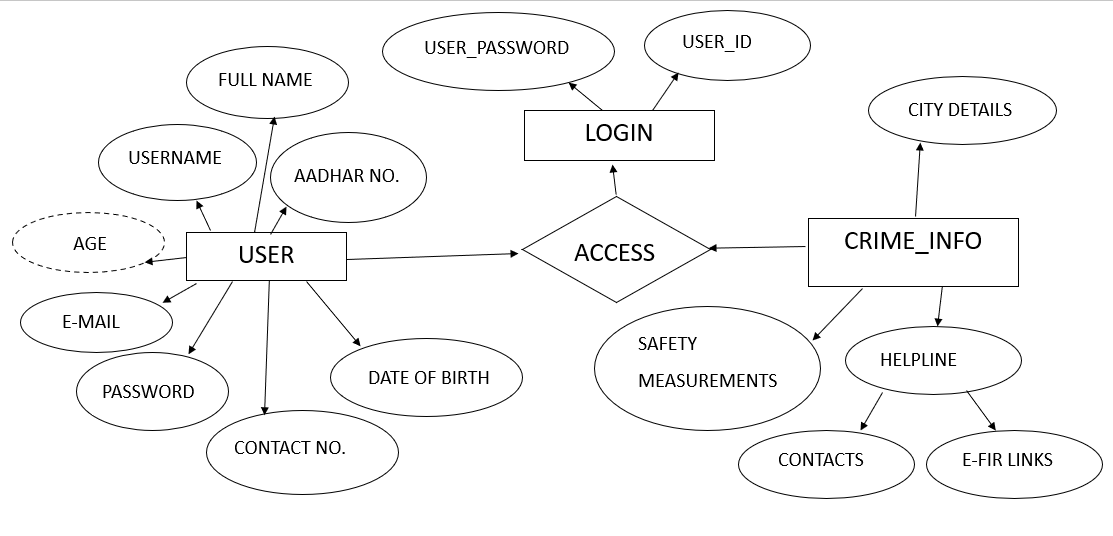 USER_PASSWORD
USER_ID
FULL NAME
CITY DETAILS
LOGIN
USERNAME
AADHAR NO.
AGE
USER
ACCESS
CRIME_INFO
E-MAIL
SAFETY
MEASUREMENTS
HELPLINE
PASSWORD
DATE OF BIRTH
CONTACT NO.
CONTACTS
E-FIR LINKS